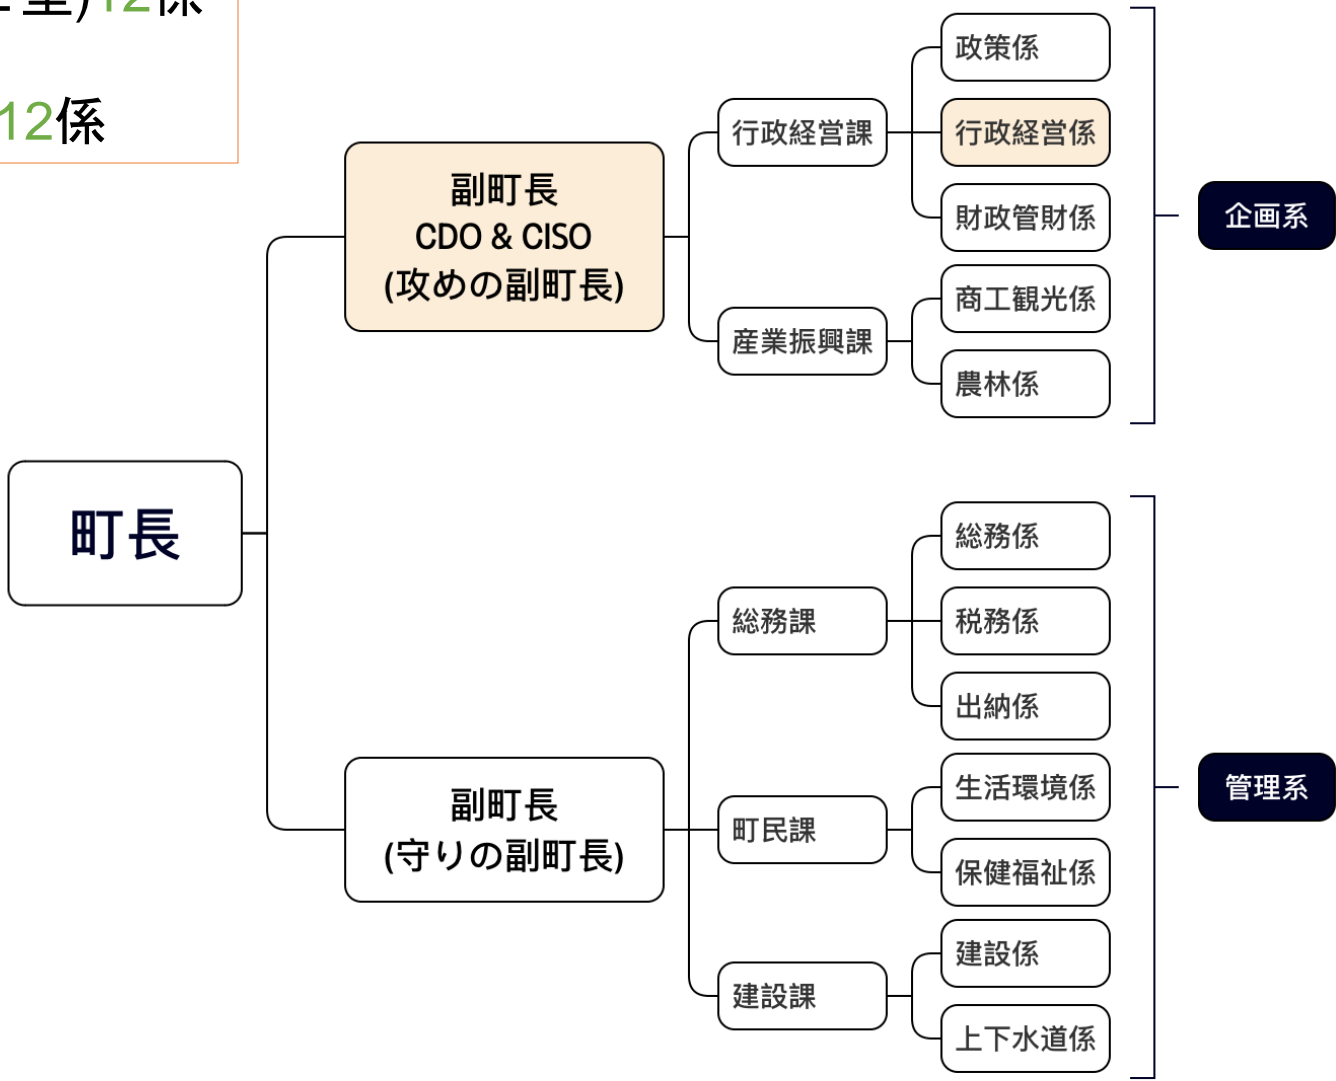 室)12係
12係
政策係
行政経営課
行政経営係
財政管財係
副町長
CDO & CISO
(攻めの副町長)
企画系
商工観光係
産業振興課
農林係
町長
総務係
総務課
税務係
出納係
副町長
(守りの副町長)
生活環境係
町民課
保健福祉係
管理系
建設係
建設課
上下水道係